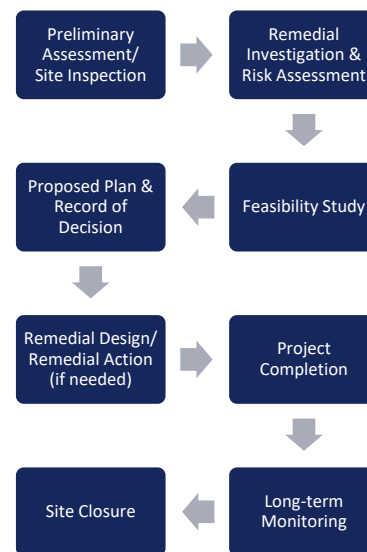 Preliminary
Assessment/
Site Inspection
Remedial
Investigation &
Risk Assessment
Feasibility Study
Proposed Plan &
Record of
Decision
Remedial Design/
Remedial Action
(if needed)
Project
Completion
Long-term
Monitoring
Site Closure